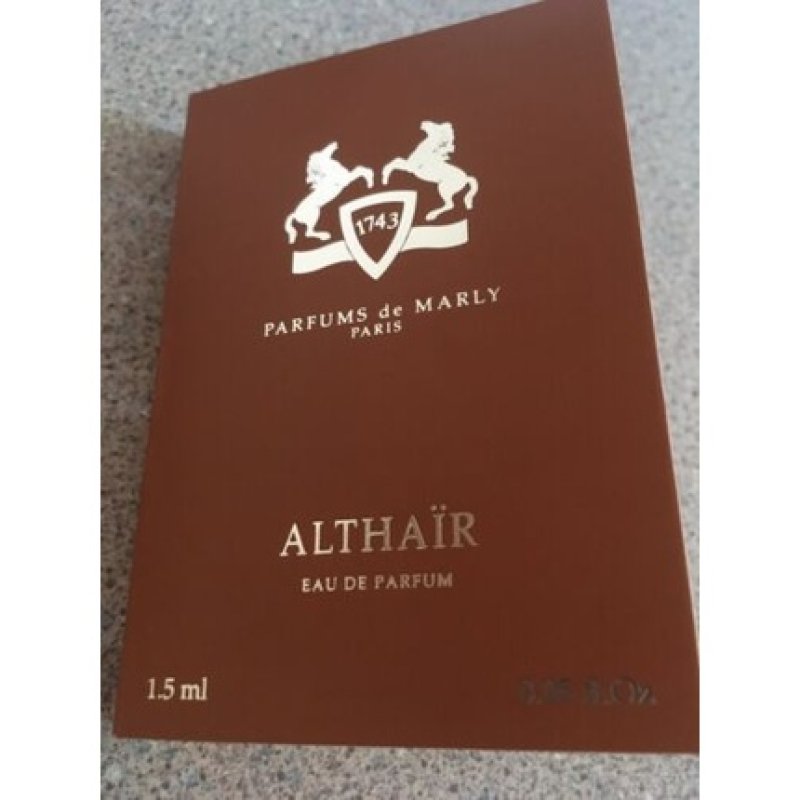 1743
PARFUMS de MARLY
PARIS
ALTHAÏR
EAU DE PARFUM
1.5 ml